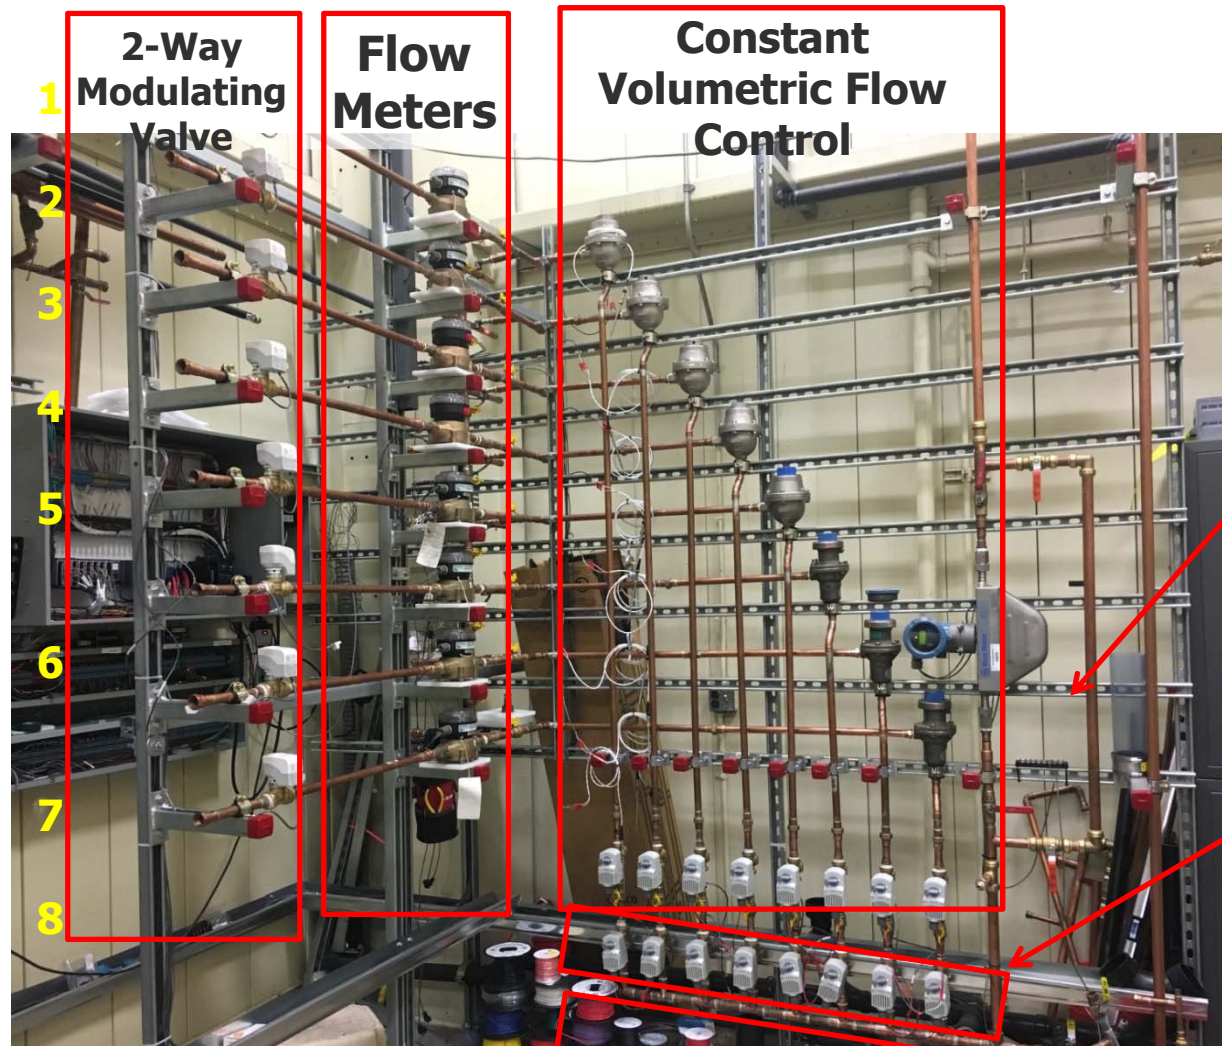 2-Way
Modulating
Valve
Flow
Meters
Constant
Volumetric Flow
Control
1
2
3
4
5
6
7
8